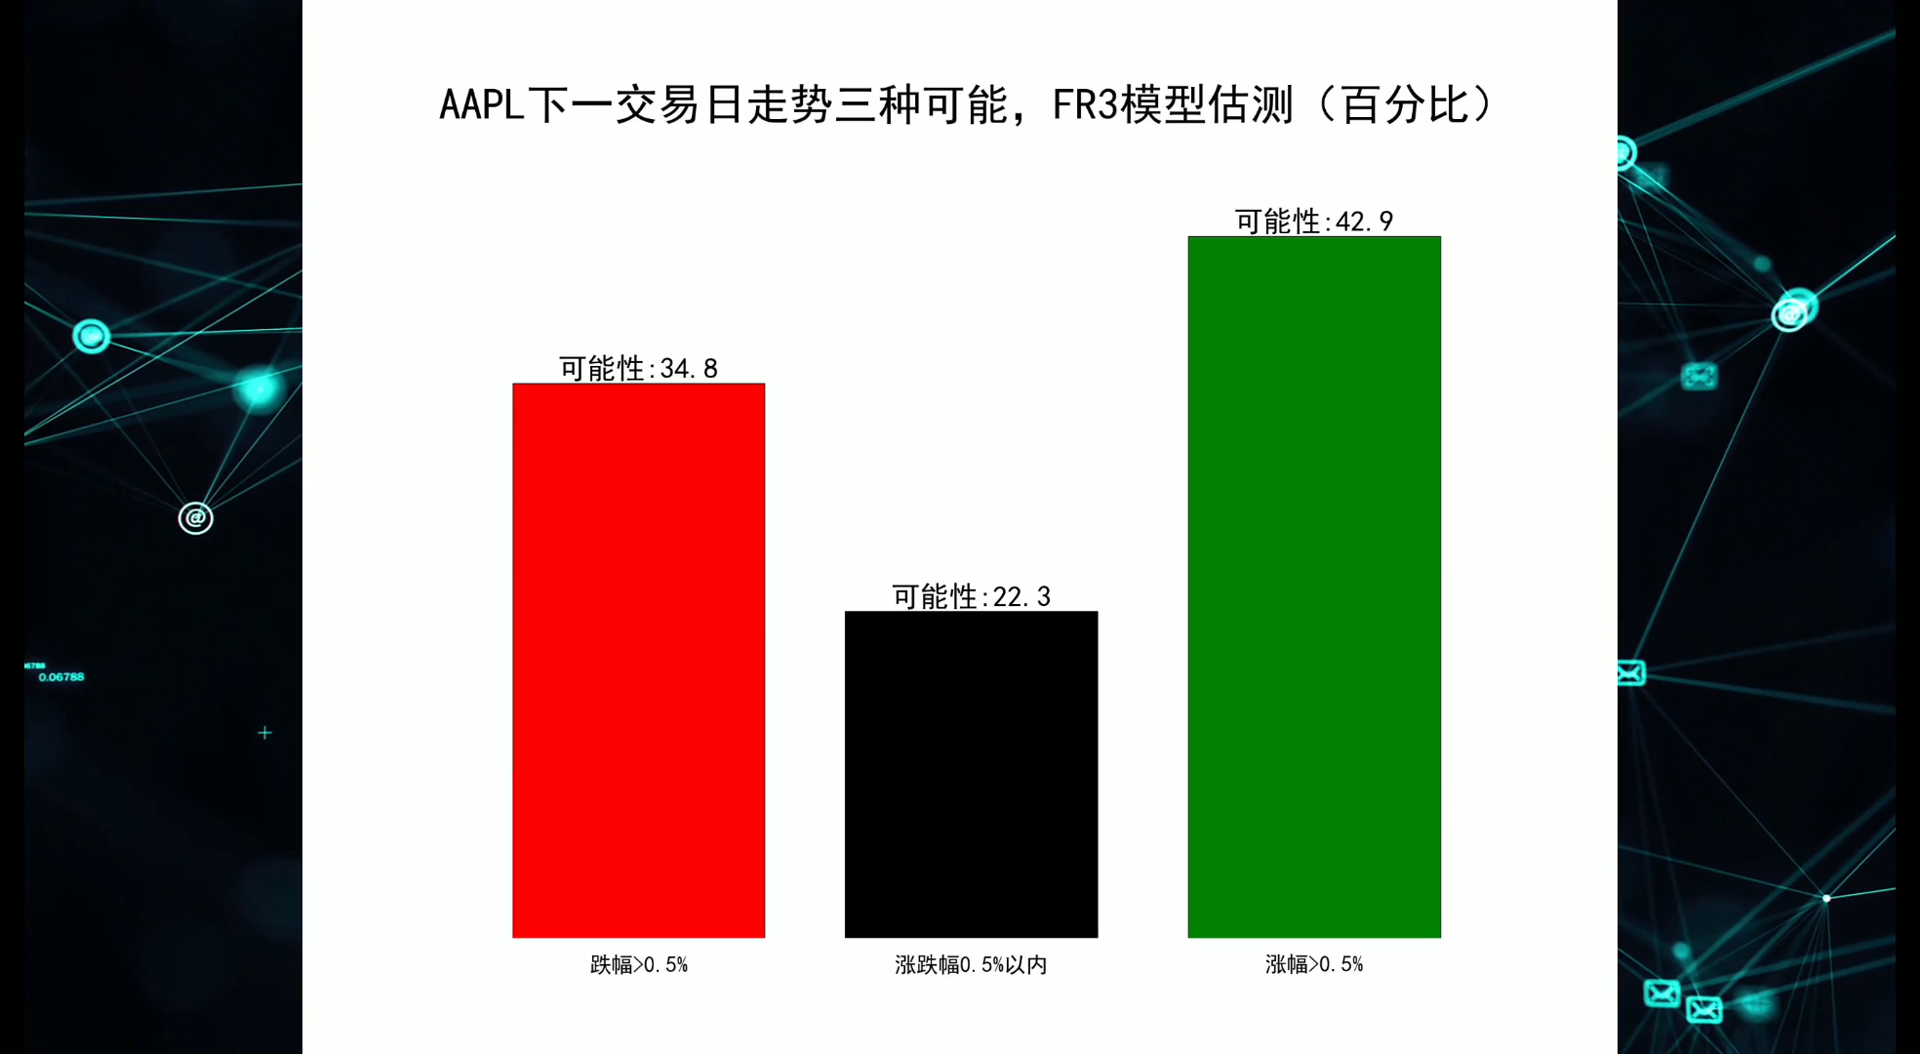 AAPL下一交易日走势三种可能，FR3模型估测（百分比）
可能性:42.9
可能性:34.8
可能性:22.3
跌幅>0.5%
涨跌幅0.5%以内
涨幅>0.5%
0.06788